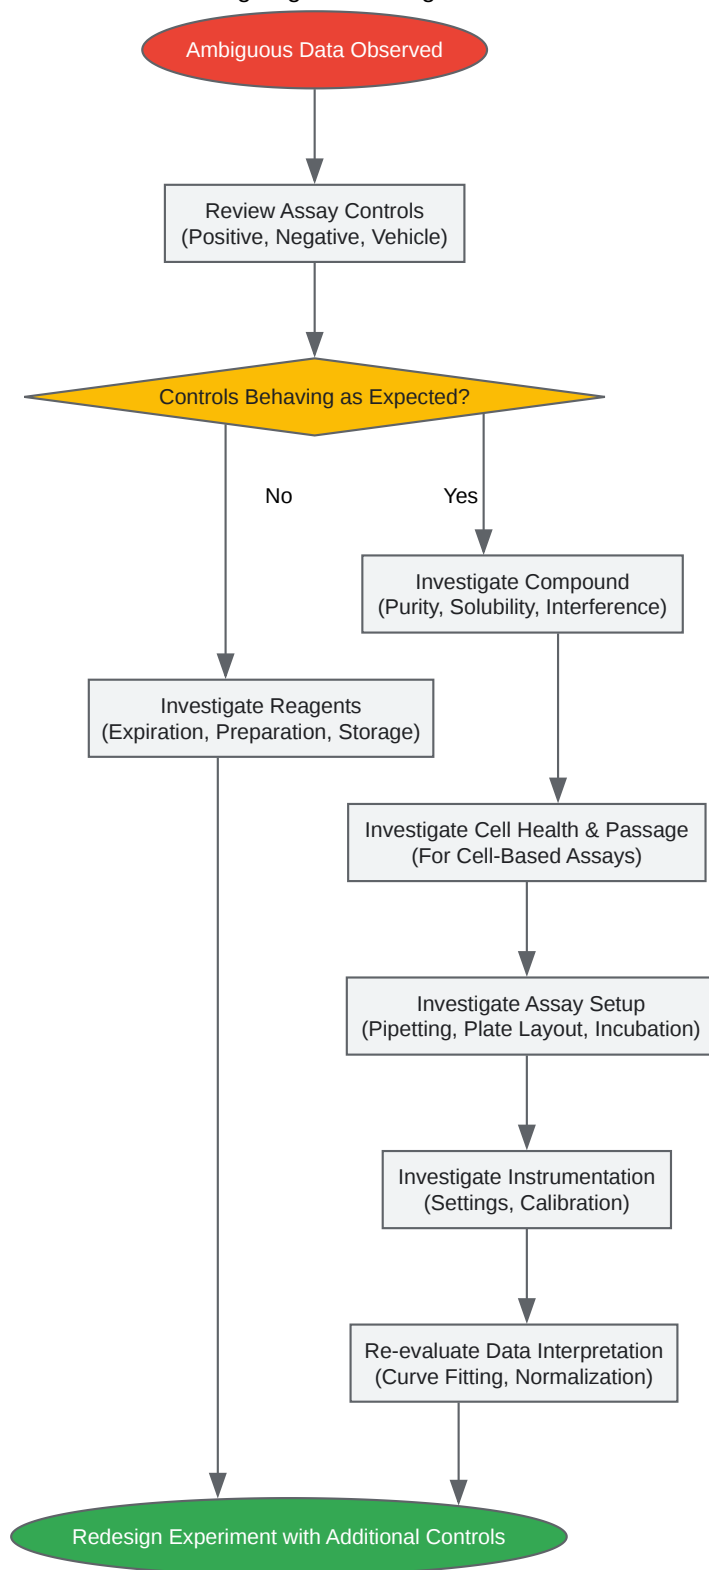 Ambiguous Data Observed
Review Assay Controls
(Positive, Negative, Vehicle)
Controls Behaving as Expected?
No
Yes
Investigate Compound
(Purity, Solubility, Interference)
Investigate Reagents
(Expiration, Preparation, Storage)
Investigate Cell Health & Passage
(For Cell-Based Assays)
Investigate Assay Setup
(Pipetting, Plate Layout, Incubation)
Investigate Instrumentation
(Settings, Calibration)
Re-evaluate Data Interpretation
(Curve Fitting, Normalization)
Redesign Experiment with Additional Controls